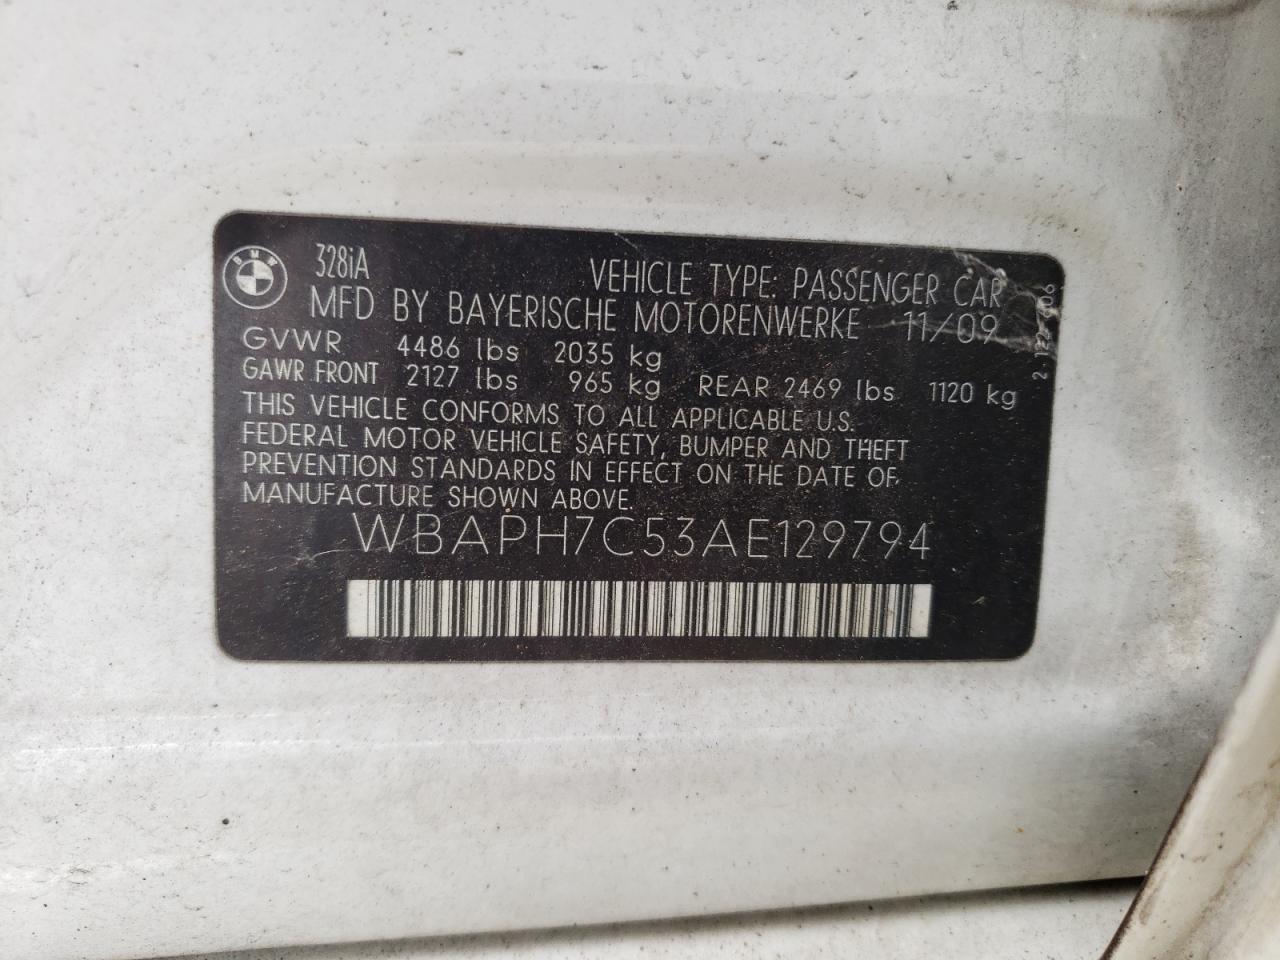 BMW
328iA
VEHICLE TYPE: PASSENGER CAR
MFD BY BAYERISCHE MOTORENWERKE 11/09
GVWR 4486 lbs 2035 kg
GAWR FRONT 2127 lbs 965 kg REAR 2469 lbs 1120 kg
THIS VEHICLE CONFORMS TO ALL APPLICABLE U.S.
FEDERAL MOTOR VEHICLE SAFETY, BUMPER AND THEFT
PREVENTION STANDARDS IN EFFECT ON THE DATE OF
MANUFACTURE SHOWN ABOVE.
WBAPH7C53AE129794